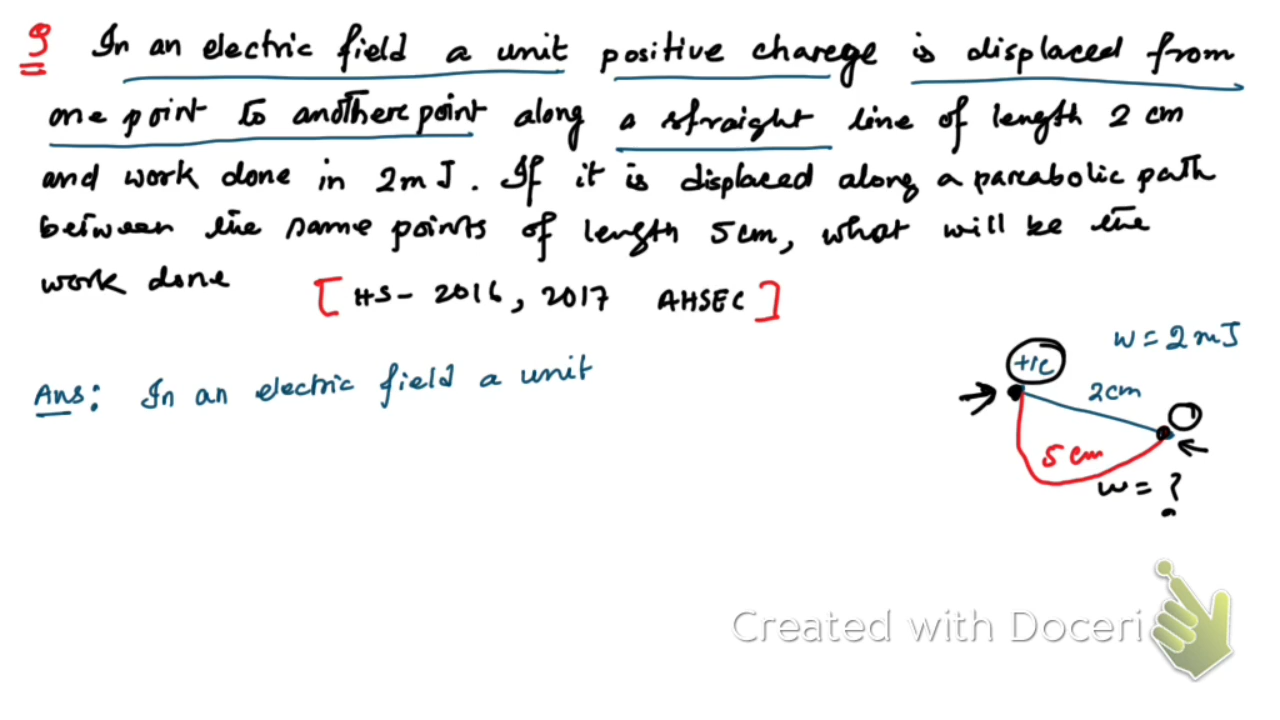 Q In an electric field a unit positive charege is displaced from
one point to anothere point along a straight line of length 2 cm
and work done in 2mJ. If it is displaced along a parabolic path
between the same points of length 5cm, what will be the
work done [HS- 2016, 2017 AHSEC]
W = 2mJ
+1C
2cm
Ans: In an electric field a unit
5cm
W = ?
Created with Doceri